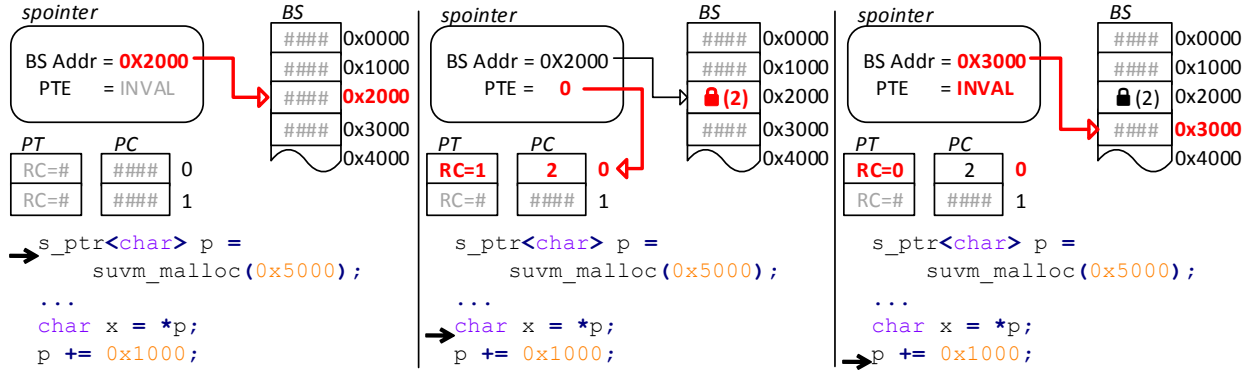 spointer
BS
BS Addr = 0X2000
PTE = INVAL
####
0x0000
####
0x1000
####
0x2000
####
0x3000
0x4000
PT
PC
RC=#
####
0
RC=#
####
1
s_ptr<char> p =
suvm_malloc(0x5000);
...
char x = *p;
p += 0x1000;
spointer
BS
BS Addr = 0X2000
PTE = 0
####
0x0000
####
0x1000
(2)
0x2000
####
0x3000
0x4000
PT
PC
RC=1
2
0
RC=#
####
1
s_ptr<char> p =
suvm_malloc(0x5000);
...
char x = *p;
p += 0x1000;
spointer
BS
BS Addr = 0X3000
PTE = INVAL
####
0x0000
####
0x1000
(2)
0x2000
####
0x3000
0x4000
PT
PC
RC=0
2
0
RC=#
####
1
s_ptr<char> p =
suvm_malloc(0x5000);
...
char x = *p;
p += 0x1000;